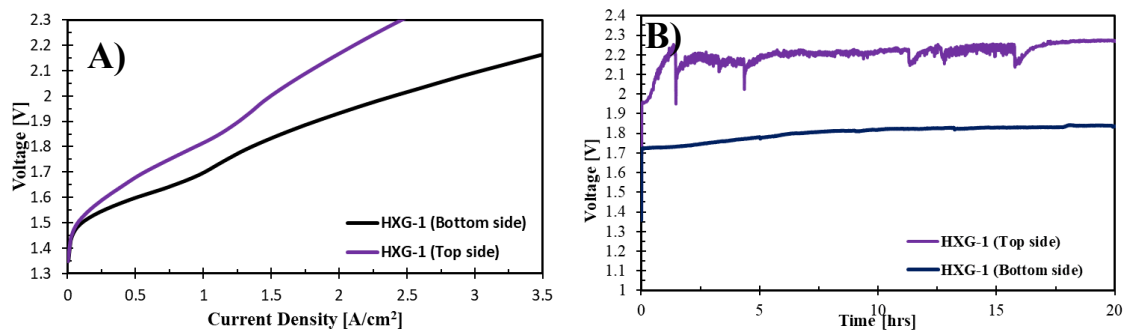 A)
Voltage [V]
2.3
2.2
2.1
2
1.9
1.8
1.7
1.6
1.5
1.4
1.3
HXG-1 (Bottom side)
HXG-1 (Top side)
0 0.5 1 1.5 2 2.5 3 3.5
Current Density [A/cm²]
B)
Voltage [V]
2.4
2.3
2.2
2.1
2
1.9
1.8
1.7
1.6
1.5
1.4
1.3
1.2
1.1
1
HXG-1 (Top side)
HXG-1 (Bottom side)
0 5 10 15 20
Time [hrs]